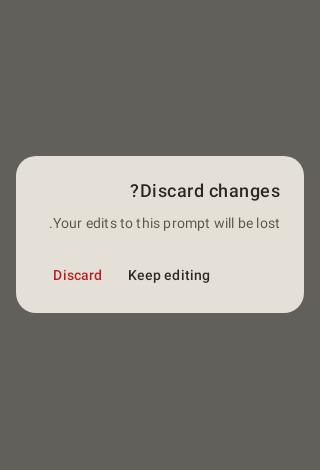 Discard changes?
Your edits to this prompt will be lost.
Keep editing
Discard